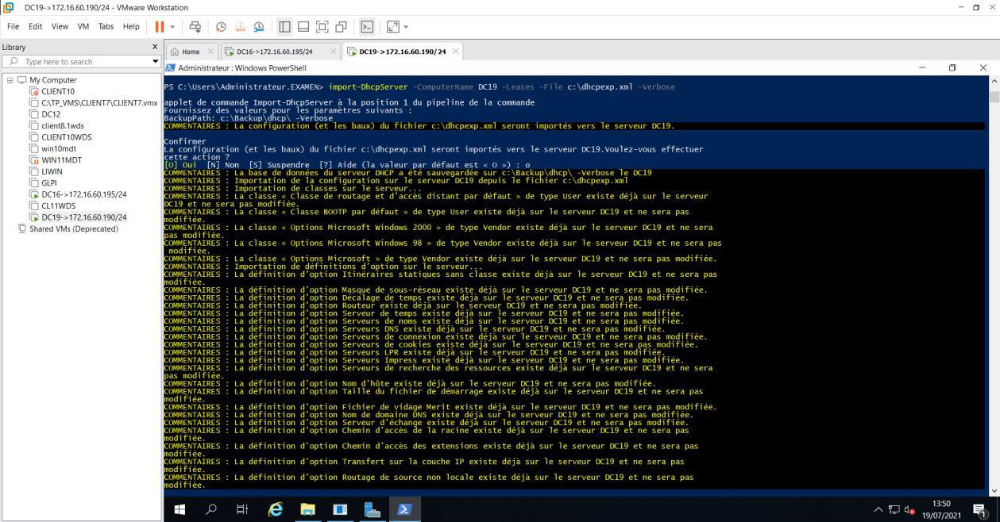 DC19->172.16.60.190/24 - VMware Workstation
File Edit View VM Tabs Help
Library
Type here to search
My Computer
CLIENT10
C:\TP_VMS\CLIENT7\CLIENT7.vmx
DC12
client8.1wds
CLIENT10WDS
win10mdt
WIN11MDT
LIWIN
GLPI
DC16->172.16.60.195/24
CL11WDS
DC19->172.16.60.190/24
Shared VMs (Deprecated)
Home
DC16->172.16.60.195/24
DC19->172.16.60.190/24
Administrateur : Windows PowerShell
PS C:\Users\Administrateur.EXAMEN> import-DhcpServer -ComputerName DC19 -Leases -File c:\dhcpexp.xml -Verbose
applet de commande Import-DhcpServer à la position 1 du pipeline de la commande
Fournissez des valeurs pour les paramètres suivants :
BackupPath: c:\Backup\dhcp\ -Verbose
COMMENTAIRES : La configuration (et les baux) du fichier c:\dhcpexp.xml seront importés vers le serveur DC19.
Confirmer
La configuration (et les baux) du fichier c:\dhcpexp.xml seront importés vers le serveur DC19.Voulez-vous effectuer
cette action ?
[O] Oui [N] Non [S] Suspendre [?] Aide (la valeur par défaut est « O ») : o
COMMENTAIRES : La base de données du serveur DHCP a été sauvegardée sur c:\Backup\dhcp\ -Verbose le DC19
COMMENTAIRES : Importation de la configuration sur le serveur DC19 depuis le fichier c:\dhcpexp.xml
COMMENTAIRES : Importation de classes sur le serveur...
COMMENTAIRES : La classe « Classe de routage et d'accès distant par défaut » de type User existe déjà sur le serveur
DC19 et ne sera pas modifiée.
COMMENTAIRES : La classe « Classe BOOTP par défaut » de type User existe déjà sur le serveur DC19 et ne sera pas
modifiée.
COMMENTAIRES : La classe « Options Microsoft Windows 2000 » de type Vendor existe déjà sur le serveur DC19 et ne sera
pas modifiée.
COMMENTAIRES : La classe « Options Microsoft Windows 98 » de type Vendor existe déjà sur le serveur DC19 et ne sera pas
modifiée.
COMMENTAIRES : La classe « Options Microsoft » de type Vendor existe déjà sur le serveur DC19 et ne sera pas modifiée.
COMMENTAIRES : Importation de définitions d'option sur le serveur...
COMMENTAIRES : La définition d'option Itinéraires statiques sans classe existe déjà sur le serveur DC19 et ne sera pas
modifiée.
COMMENTAIRES : La définition d'option Masque de sous-réseau existe déjà sur le serveur DC19 et ne sera pas modifiée.
COMMENTAIRES : La définition d'option Décalage de temps existe déjà sur le serveur DC19 et ne sera pas modifiée.
COMMENTAIRES : La définition d'option Routeur existe déjà sur le serveur DC19 et ne sera pas modifiée.
COMMENTAIRES : La définition d'option Serveur de temps existe déjà sur le serveur DC19 et ne sera pas modifiée.
COMMENTAIRES : La définition d'option Serveurs de noms existe déjà sur le serveur DC19 et ne sera pas modifiée.
COMMENTAIRES : La définition d'option Serveurs DNS existe déjà sur le serveur DC19 et ne sera pas modifiée.
COMMENTAIRES : La définition d'option Serveurs de connexion existe déjà sur le serveur DC19 et ne sera pas modifiée.
COMMENTAIRES : La définition d'option Serveurs de cookies existe déjà sur le serveur DC19 et ne sera pas modifiée.
COMMENTAIRES : La définition d'option Serveurs LPR existe déjà sur le serveur DC19 et ne sera pas modifiée.
COMMENTAIRES : La définition d'option Serveurs Impress existe déjà sur le serveur DC19 et ne sera pas modifiée.
COMMENTAIRES : La définition d'option Serveurs de recherche des ressources existe déjà sur le serveur DC19 et ne sera
pas modifiée.
COMMENTAIRES : La définition d'option Nom d'hôte existe déjà sur le serveur DC19 et ne sera pas modifiée.
COMMENTAIRES : La définition d'option Taille du fichier de démarrage existe déjà sur le serveur DC19 et ne sera pas
modifiée.
COMMENTAIRES : La définition d'option Fichier de vidage Merit existe déjà sur le serveur DC19 et ne sera pas modifiée.
COMMENTAIRES : La définition d'option Nom de domaine DNS existe déjà sur le serveur DC19 et ne sera pas modifiée.
COMMENTAIRES : La définition d'option Serveur d'échange existe déjà sur le serveur DC19 et ne sera pas modifiée.
COMMENTAIRES : La définition d'option Chemin d'accès de la racine existe déjà sur le serveur DC19 et ne sera pas
modifiée.
COMMENTAIRES : La définition d'option Chemin d'accès des extensions existe déjà sur le serveur DC19 et ne sera pas
modifiée.
COMMENTAIRES : La définition d'option Transfert sur la couche IP existe déjà sur le serveur DC19 et ne sera pas
modifiée.
COMMENTAIRES : La définition d'option Routage de source non locale existe déjà sur le serveur DC19 et ne sera pas
modifiée.
13:50
19/07/2021
1